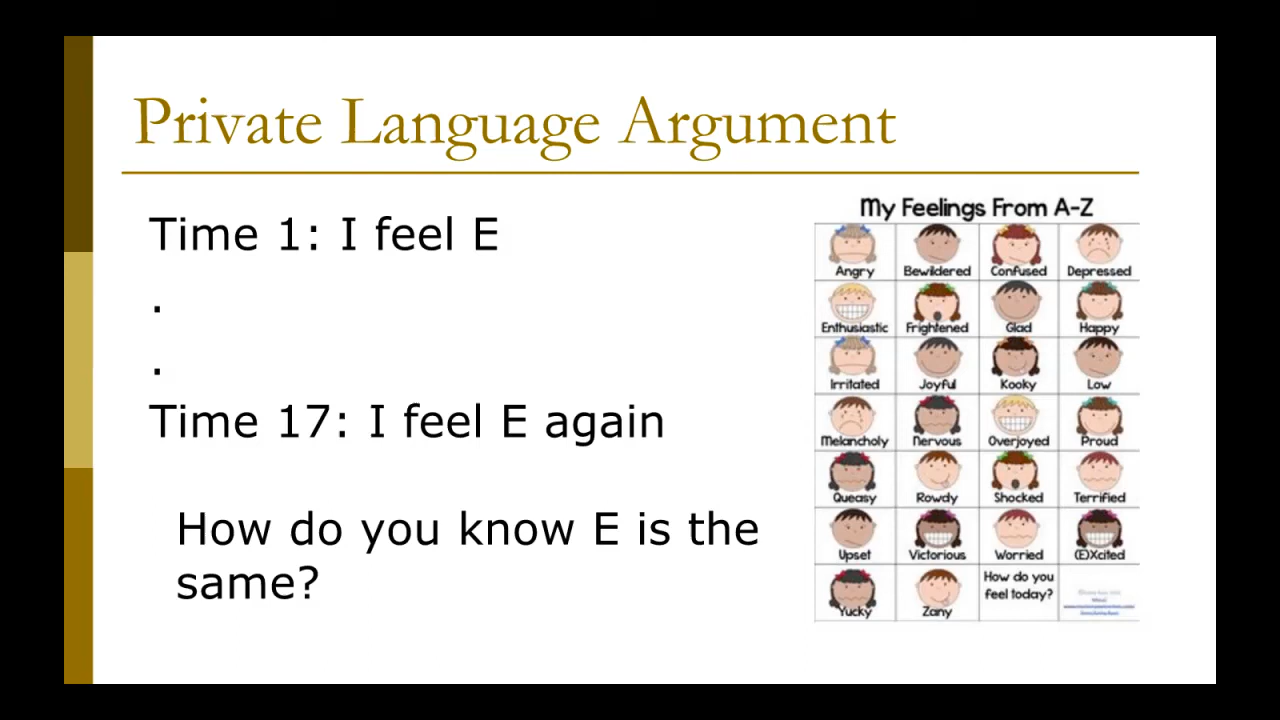 Private Language Argument
Time 1: I feel E
.
.
Time 17: I feel E again
How do you know E is the
same?
My Feelings From A-Z
Angry Bewildered Confused Depressed
Enthusiastic Frightened Glad Happy
Irritated Joyful Kooky Low
Melancholy Nervous Overjoyed Proud
Queasy Rowdy Shocked Terrified
Upset Victorious Worried (E)Xcited
Yucky Zany How do you
feel today?